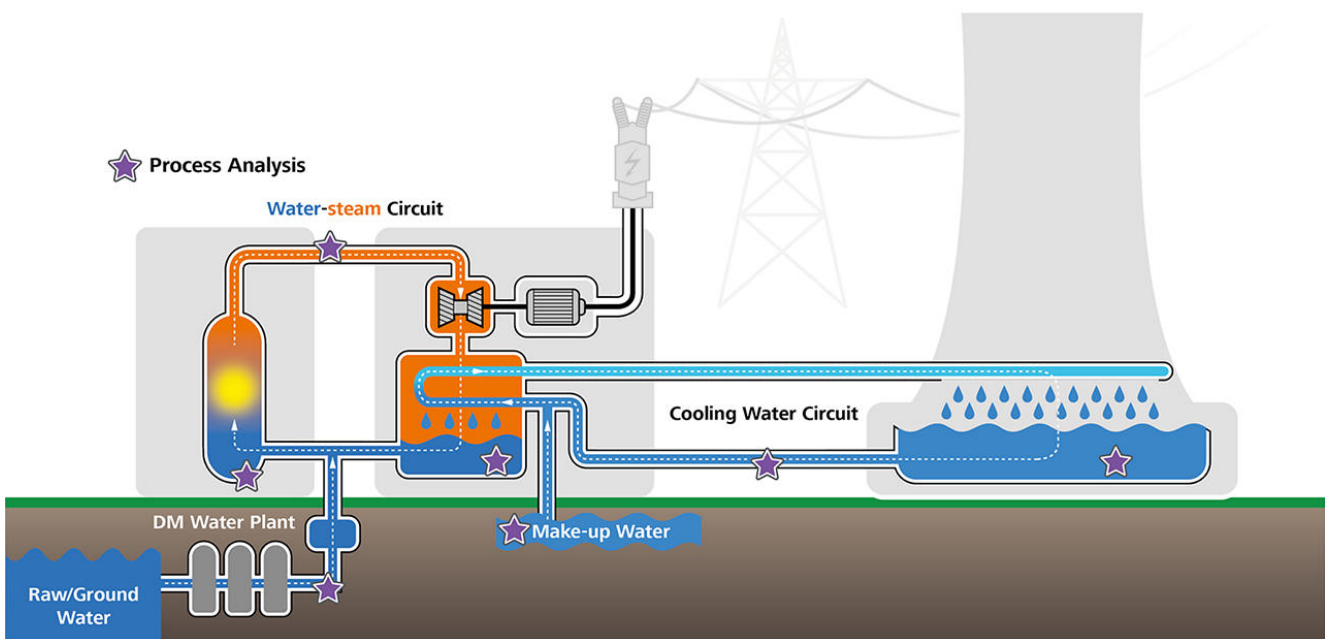 Process Analysis
Water-steam Circuit
Cooling Water Circuit
DM Water Plant
Make-up Water
Raw/Ground
Water